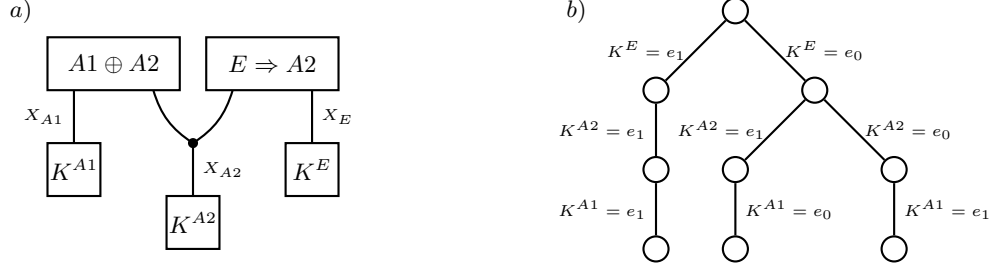 a)
b)
A1 ⊕ A2
E ⇒ A2
X_{A1}
X_E
K^{A1}
X_{A2}
K^E
K^{A2}
K^E = e_1
K^E = e_0
K^{A2} = e_1
K^{A2} = e_1
K^{A2} = e_0
K^{A1} = e_1
K^{A1} = e_0
K^{A1} = e_1